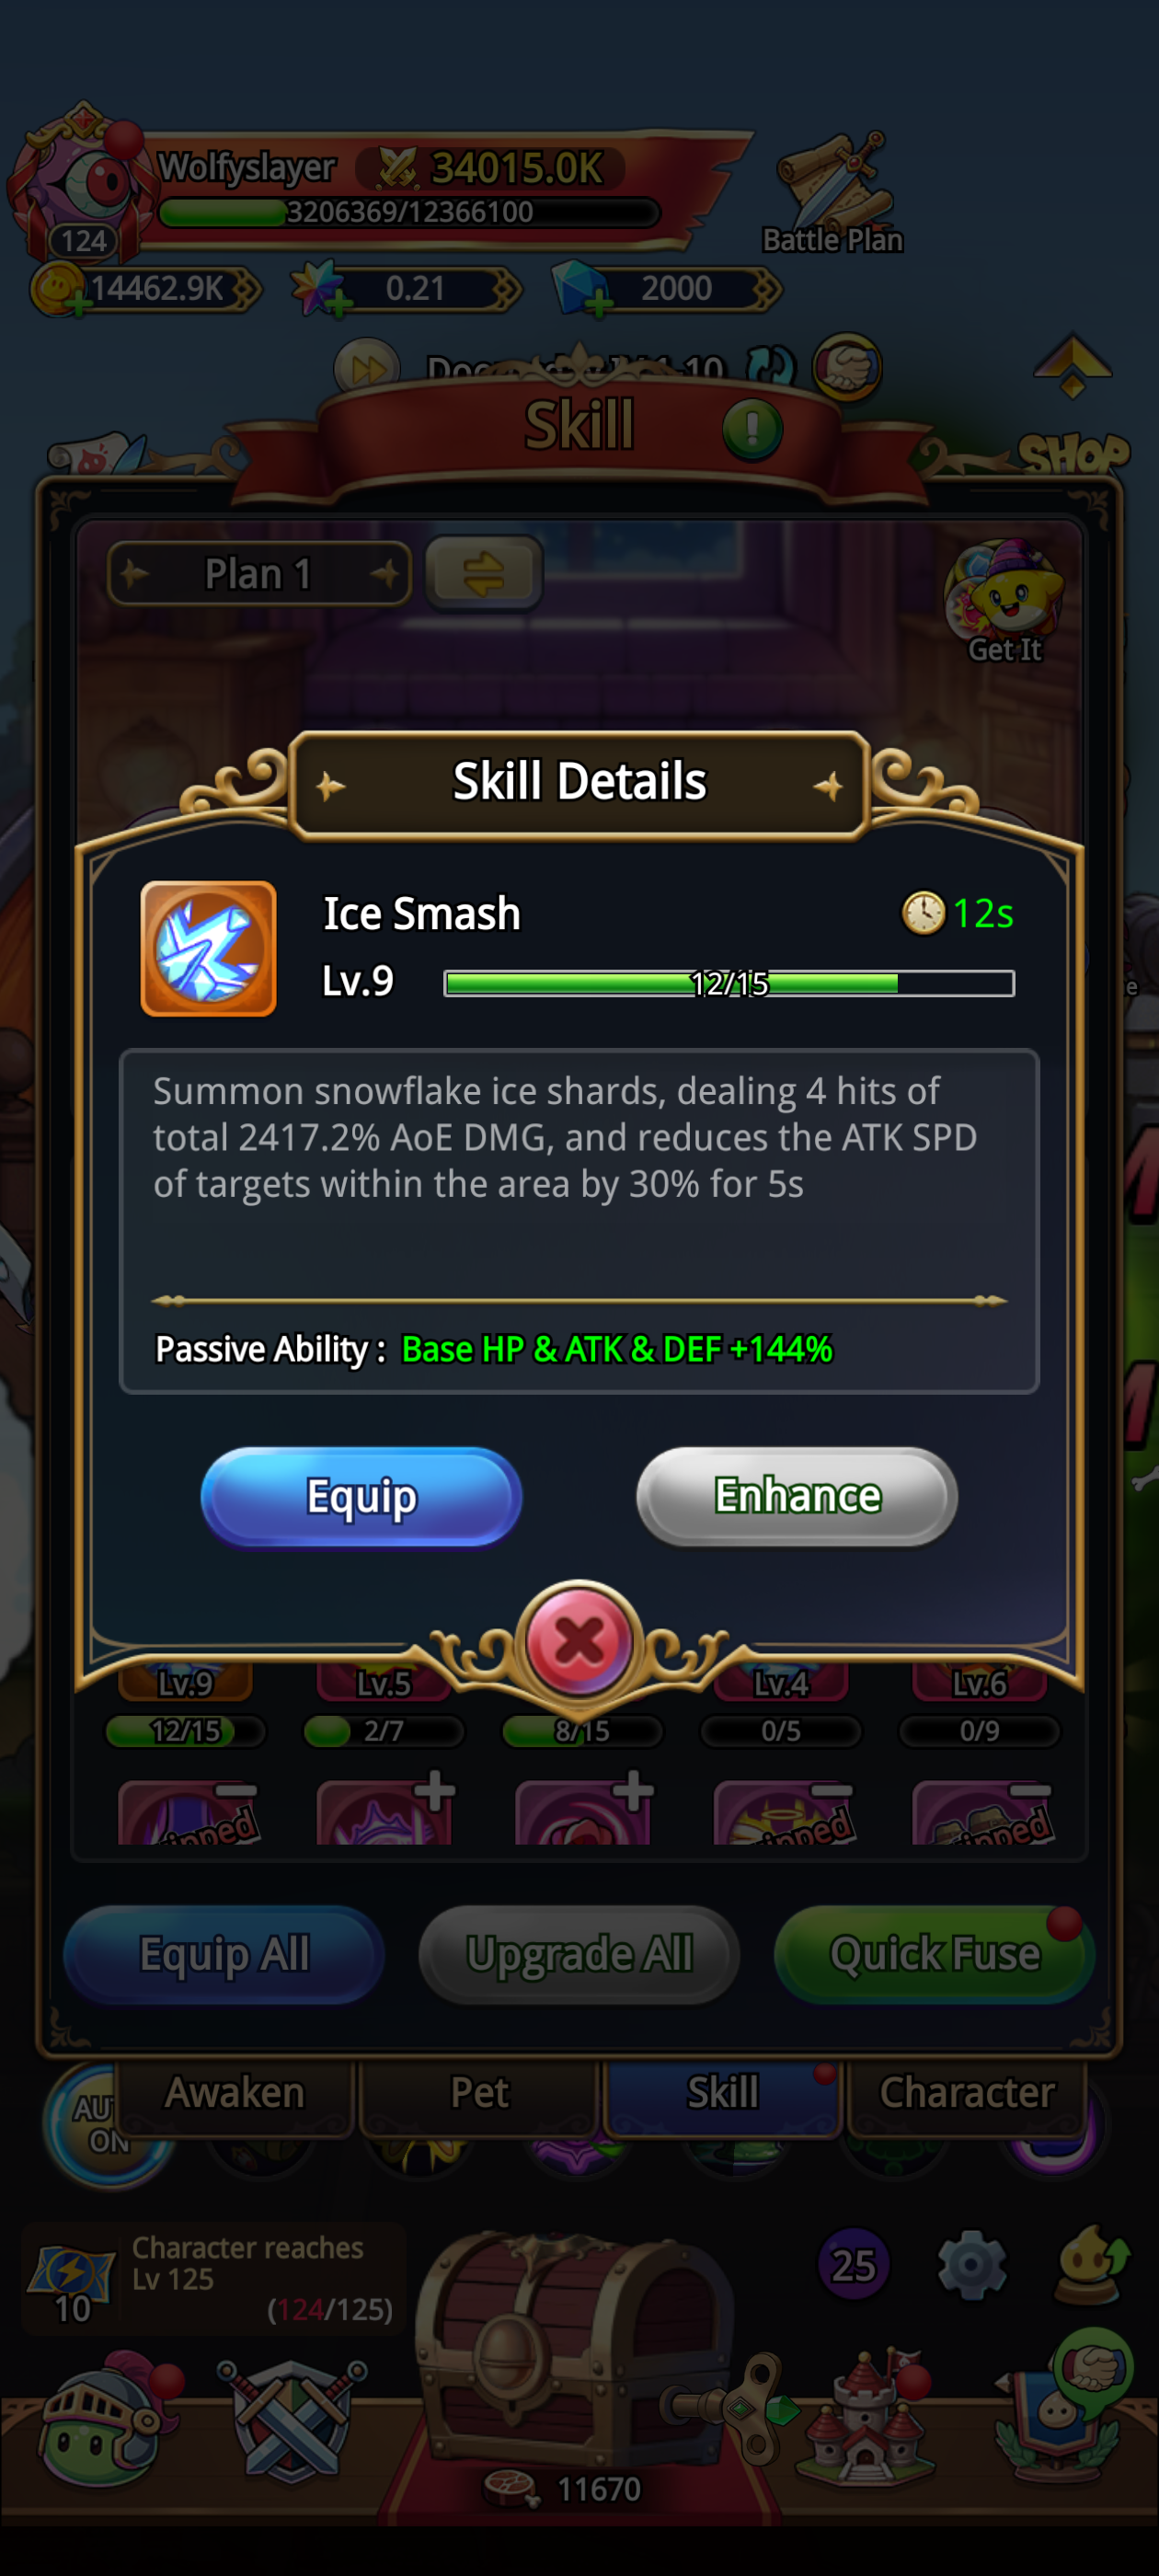 Wolfyslayer
34015.0K
3206369/12366100
124
Battle Plan
14462.9K
0.21
2000
Skill
SHOP
Plan 1
Get It
Skill Details
Ice Smash
12s
Lv.9
12/15
Summon snowflake ice shards, dealing 4 hits of
total 2417.2% AoE DMG, and reduces the ATK SPD
of targets within the area by 30% for 5s
Passive Ability : Base HP & ATK & DEF +144%
Equip
Enhance
Lv.9
Lv.5
Lv.4
Lv.6
12/15
2/7
8/15
0/5
0/9
Equip All
Upgrade All
Quick Fuse
Awaken
Pet
Skill
Character
ON
Character reaches
Lv 125
(124/125)
10
25
11670